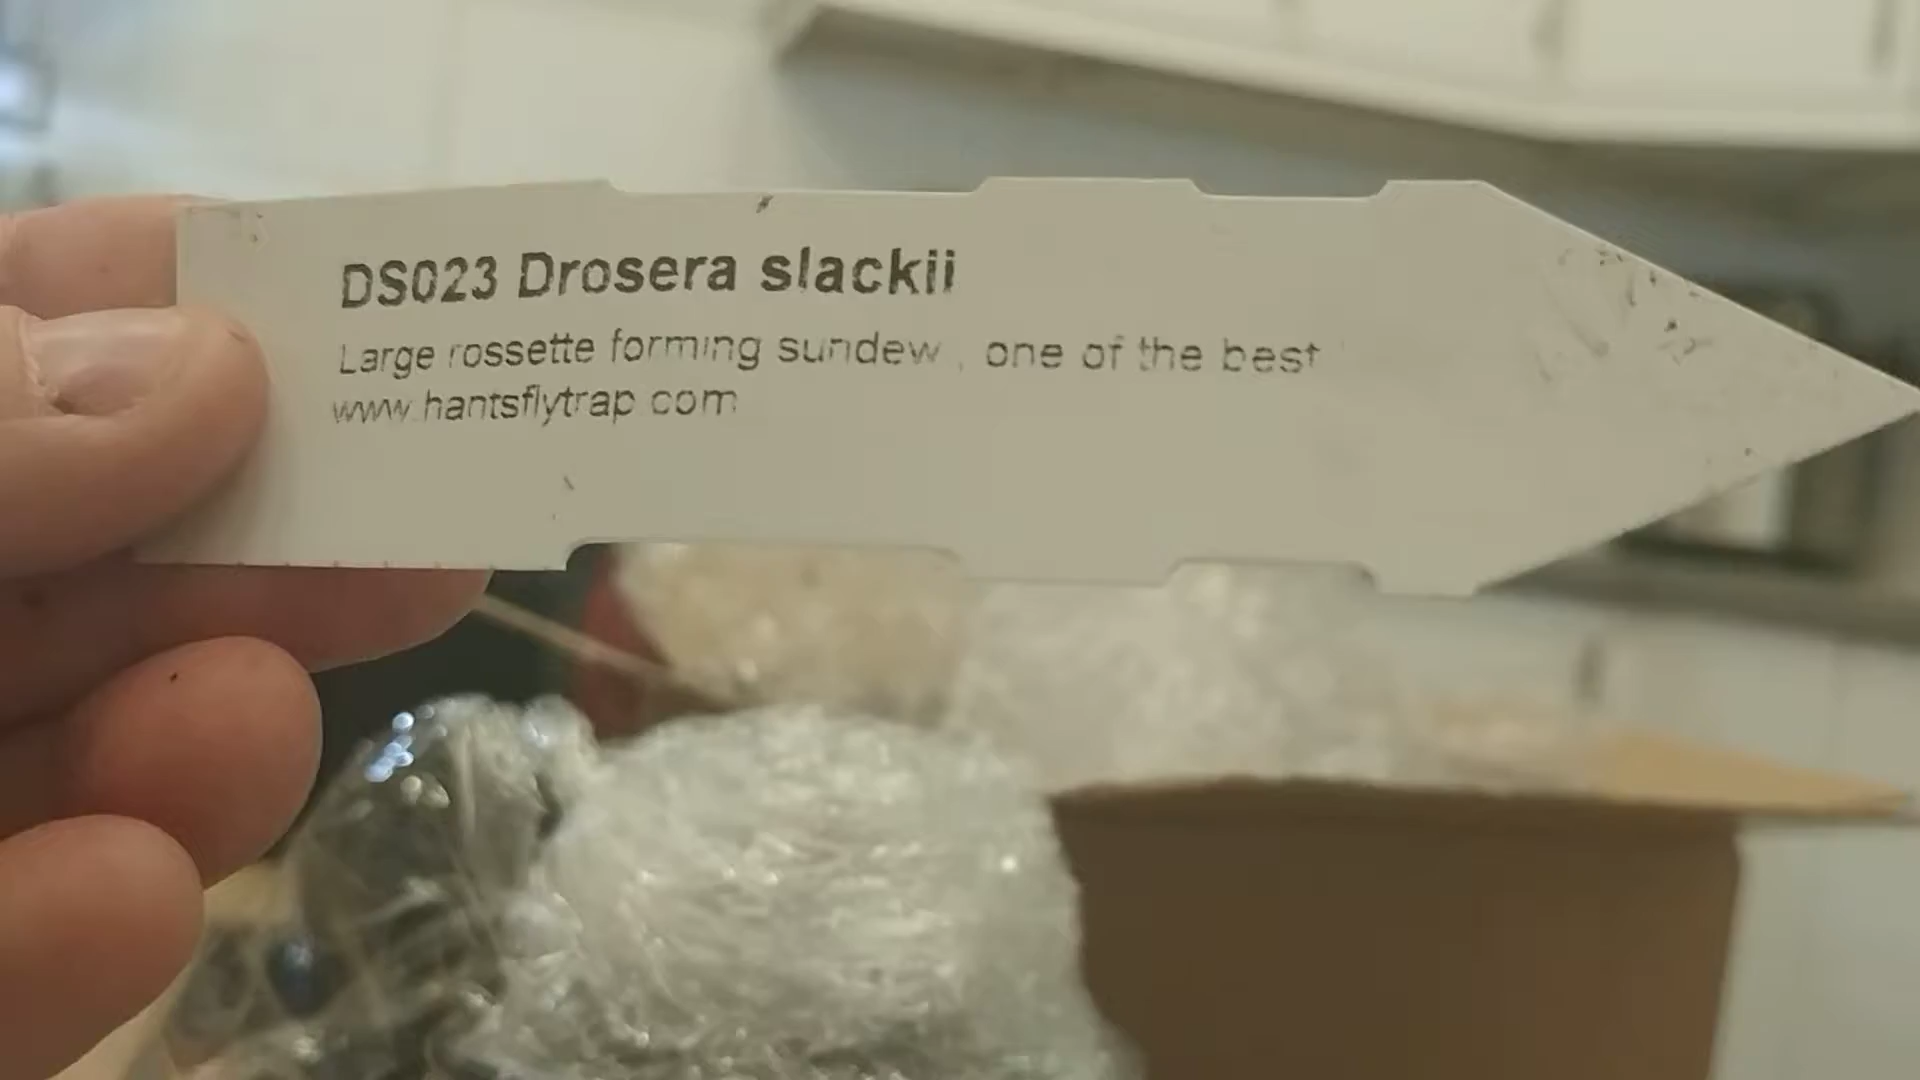 DS023 Drosera slackii
Large rossette forming sundew , one of the best
www.hantsflytrap.com